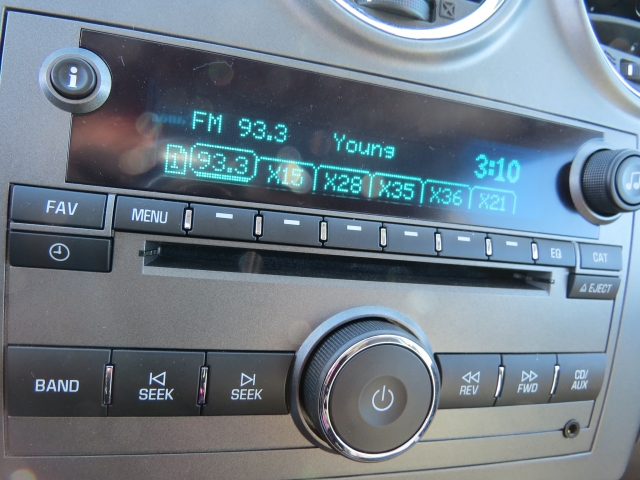 i
FM 93.3 Young 3:10
1 93.3 X15 X28 X35 X36 X21
FAV MENU EQ CAT
EJECT
BAND SEEK SEEK REV FWD CD/AUX